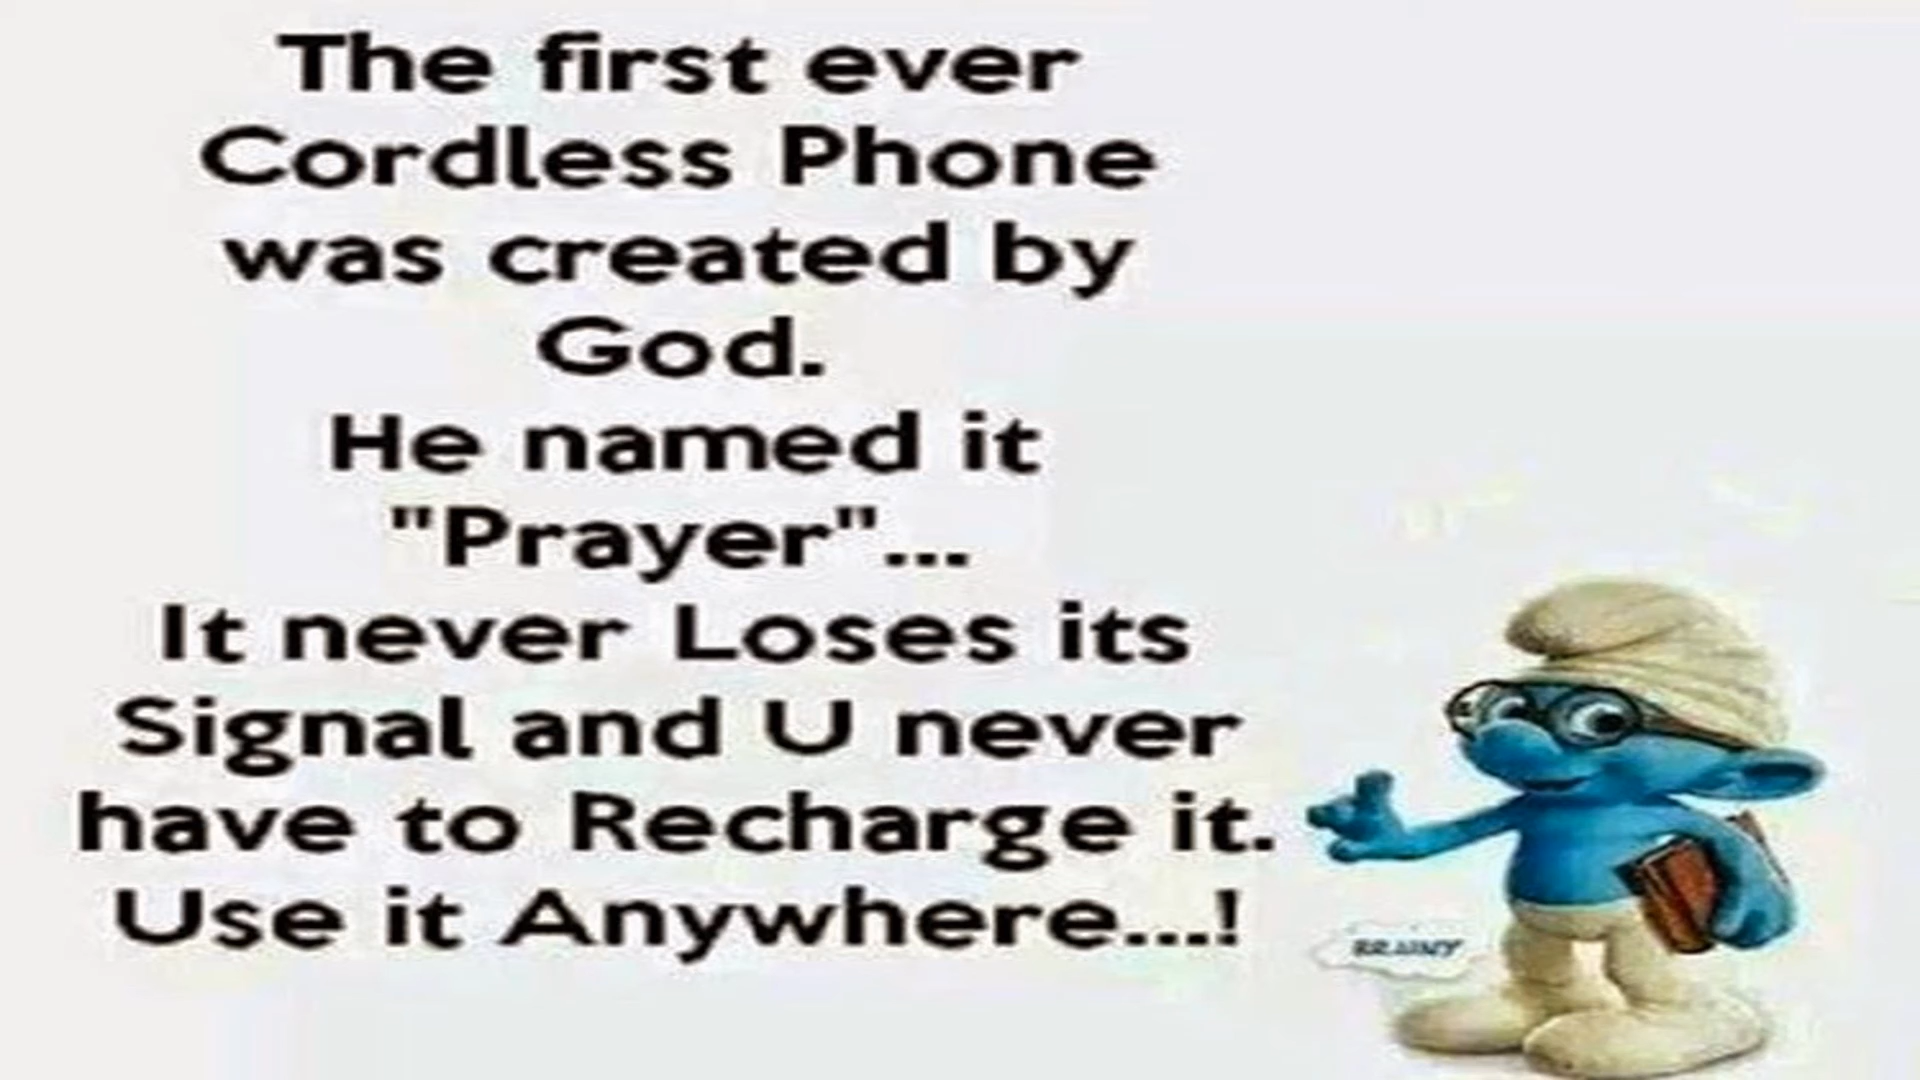 The first ever
Cordless Phone
was created by
God.
He named it
"Prayer"...
It never Loses its
Signal and U never
have to Recharge it.
Use it Anywhere...!
BRAINY